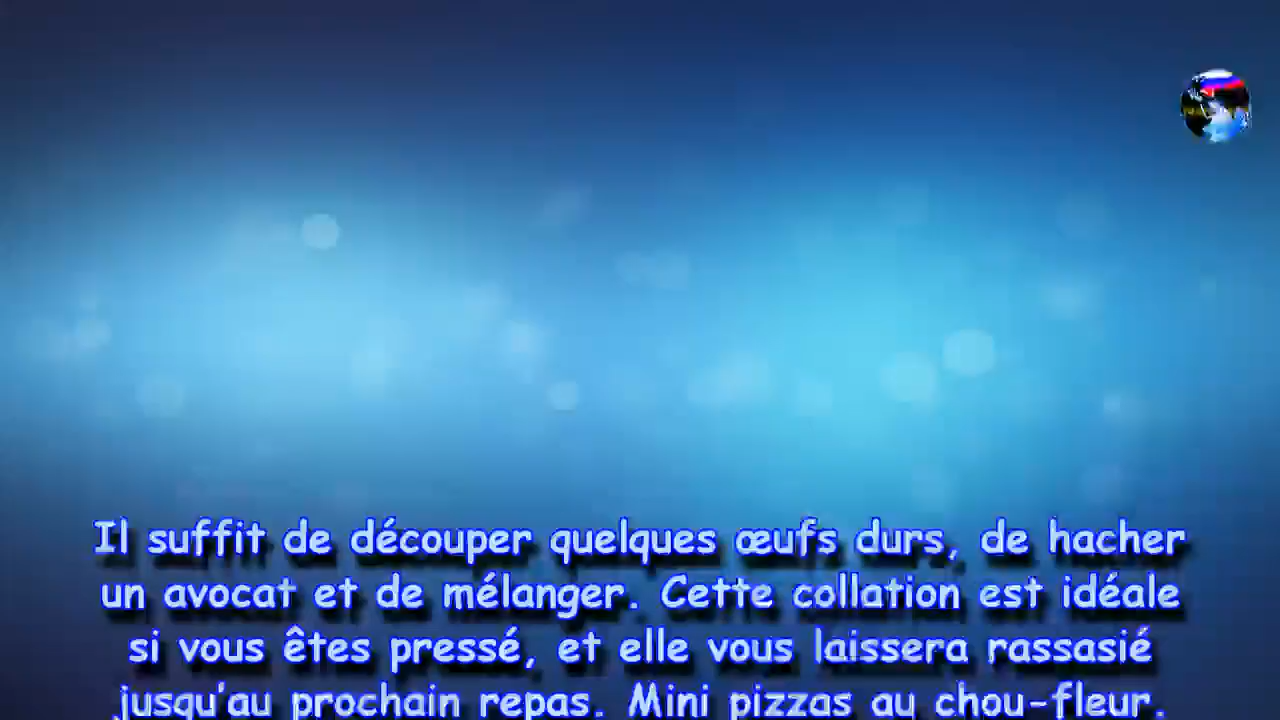 Il suffit de découper quelques œufs durs, de hacher
un avocat et de mélanger. Cette collation est idéale
si vous êtes pressé, et elle vous laissera rassasié
jusqu'au prochain repas. Mini pizzas au chou-fleur.